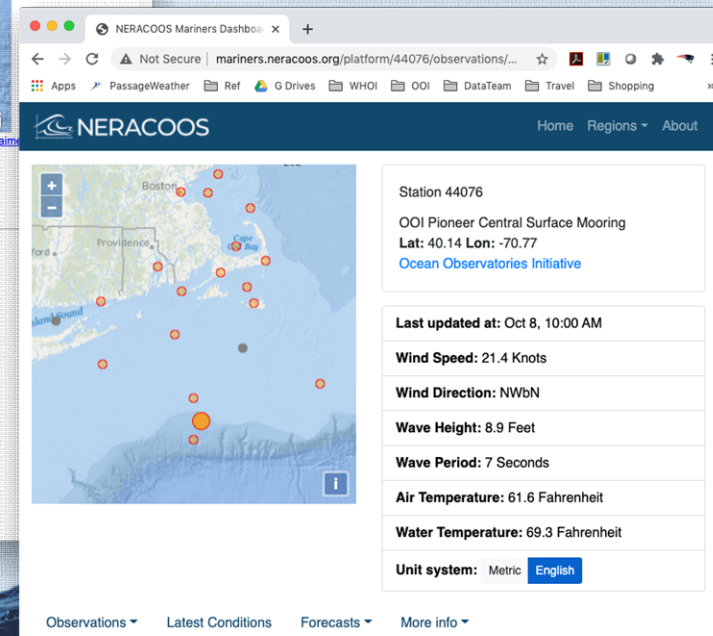 NERACOOS Mariners Dashboa
Not Secure | mariners.neracoos.org/platform/44076/observations/...
Apps PassageWeather Ref G Drives WHOI OOI DataTeam Travel Shopping »
NERACOOS
Home Regions About
+
−
Boston
Providence
Cape
Cod Bay
ford
sland Sound
i
Station 44076
OOI Pioneer Central Surface Mooring
Lat: 40.14 Lon: -70.77
Ocean Observatories Initiative
Last updated at: Oct 8, 10:00 AM
Wind Speed: 21.4 Knots
Wind Direction: NWbN
Wave Height: 8.9 Feet
Wave Period: 7 Seconds
Air Temperature: 61.6 Fahrenheit
Water Temperature: 69.3 Fahrenheit
Unit system: Metric English
Observations Latest Conditions Forecasts More info